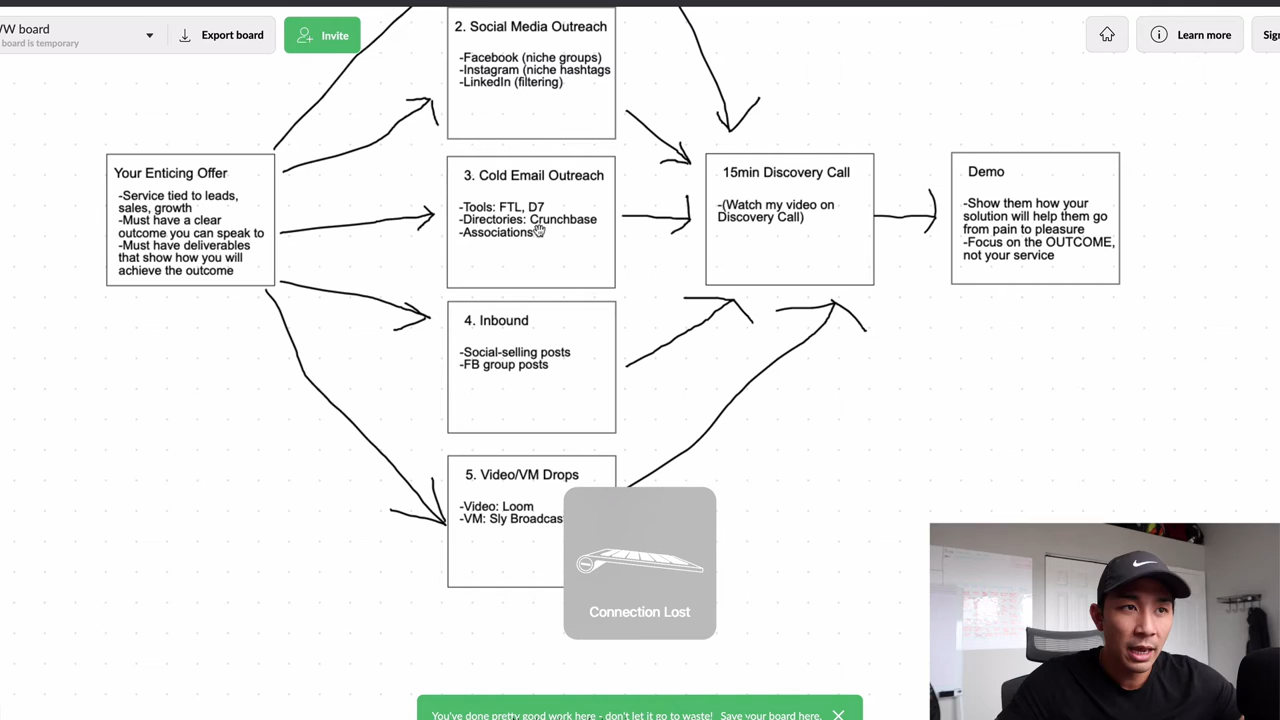 VW board
board is temporary
Export board
Invite
Learn more
Sign
2. Social Media Outreach
-Facebook (niche groups)
-Instagram (niche hashtags
-LinkedIn (filtering)
Your Enticing Offer
-Service tied to leads,
sales, growth
-Must have a clear
outcome you can speak to
-Must have deliverables
that show how you will
achieve the outcome
3. Cold Email Outreach
-Tools: FTL, D7
-Directories: Crunchbase
-Associations
15min Discovery Call
-(Watch my video on
Discovery Call)
Demo
-Show them how your
solution will help them go
from pain to pleasure
-Focus on the OUTCOME,
not your service
4. Inbound
-Social-selling posts
-FB group posts
5. Video/VM Drops
-Video: Loom
-VM: Sly Broadcas
Connection Lost
You've done pretty good work here - don't let it go to waste! Save your board here.